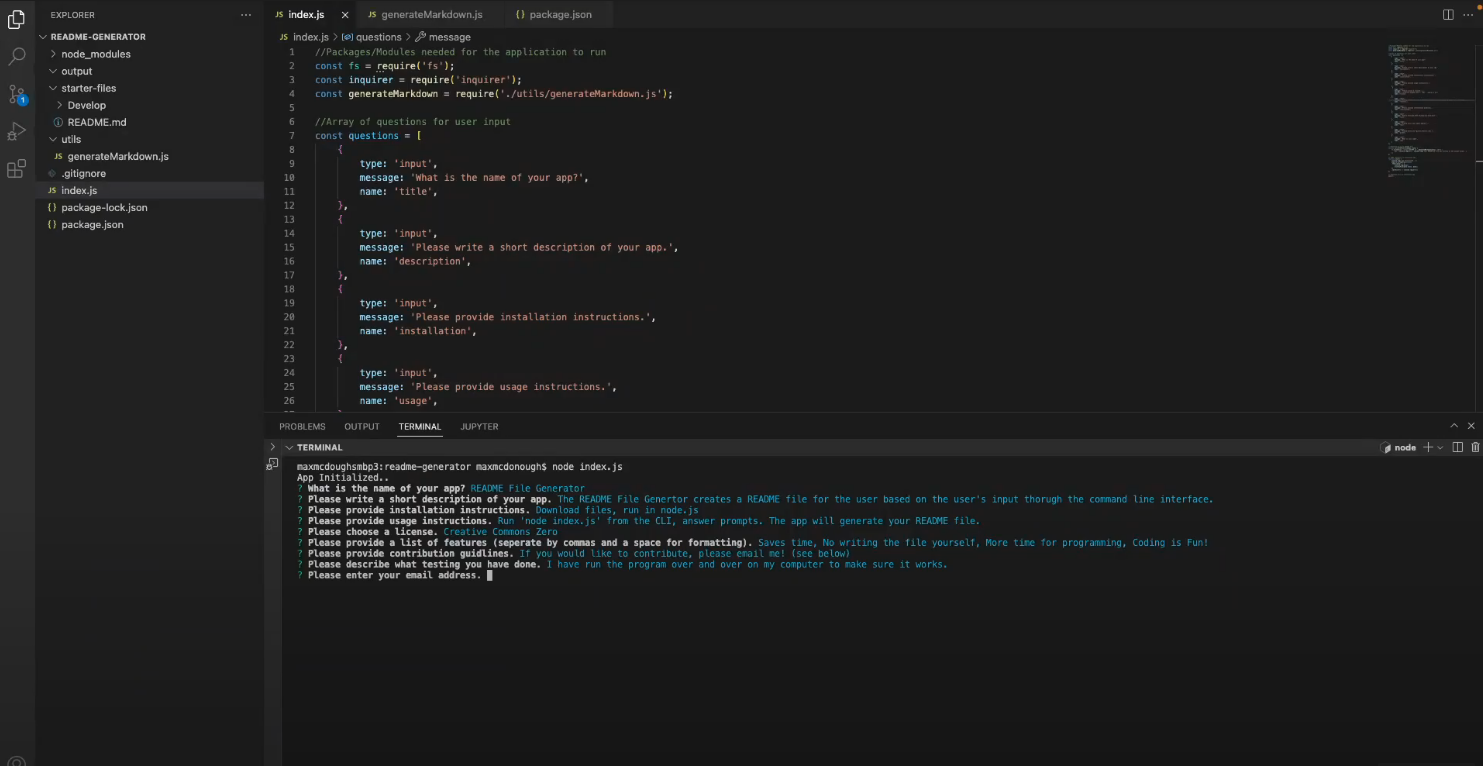 EXPLORER
README-GENERATOR
node_modules
output
starter-files
Develop
README.md
utils
JS generateMarkdown.js
.gitignore
JS index.js
{} package-lock.json
{} package.json
1
JS index.js × JS generateMarkdown.js {} package.json
JS index.js > questions > message
1 //Packages/Modules needed for the application to run
2 const fs = require('fs');
3 const inquirer = require('inquirer');
4 const generateMarkdown = require('./utils/generateMarkdown.js');
5
6 //Array of questions for user input
7 const questions = [
8 {
9 type: 'input',
10 message: 'What is the name of your app?',
11 name: 'title',
12 },
13 {
14 type: 'input',
15 message: 'Please write a short description of your app.',
16 name: 'description',
17 },
18 {
19 type: 'input',
20 message: 'Please provide installation instructions.',
21 name: 'installation',
22 },
23 {
24 type: 'input',
25 message: 'Please provide usage instructions.',
26 name: 'usage',
PROBLEMS OUTPUT TERMINAL JUPYTER
TERMINAL
node
maxmcdoughsmbp3:readme-generator maxmcdonough$ node index.js
App Initialized..
? What is the name of your app? README File Generator
? Please write a short description of your app. The README File Genertor creates a README file for the user based on the user's input thorugh the command line interface.
? Please provide installation instructions. Download files, run in node.js
? Please provide usage instructions. Run 'node index.js' from the CLI, answer prompts. The app will generate your README file.
? Please choose a license. Creative Commons Zero
? Please provide a list of features (seperate by commas and a space for formatting). Saves time, No writing the file yourself, More time for programming, Coding is Fun!
? Please provide contribution guidlines. If you would like to contribute, please email me! (see below)
? Please describe what testing you have done. I have run the program over and over on my computer to make sure it works.
? Please enter your email address.